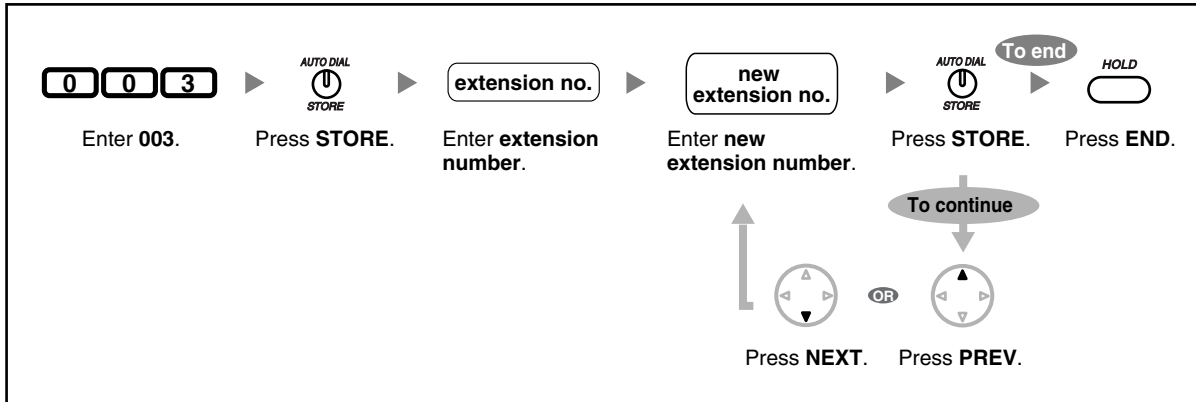 0 0 3
Enter 003.
AUTO DIAL
STORE
Press STORE.
extension no.
Enter extension
number.
new
extension no.
Enter new
extension number.
AUTO DIAL
STORE
Press STORE.
To end
HOLD
Press END.
To continue
OR
Press NEXT.
Press PREV.